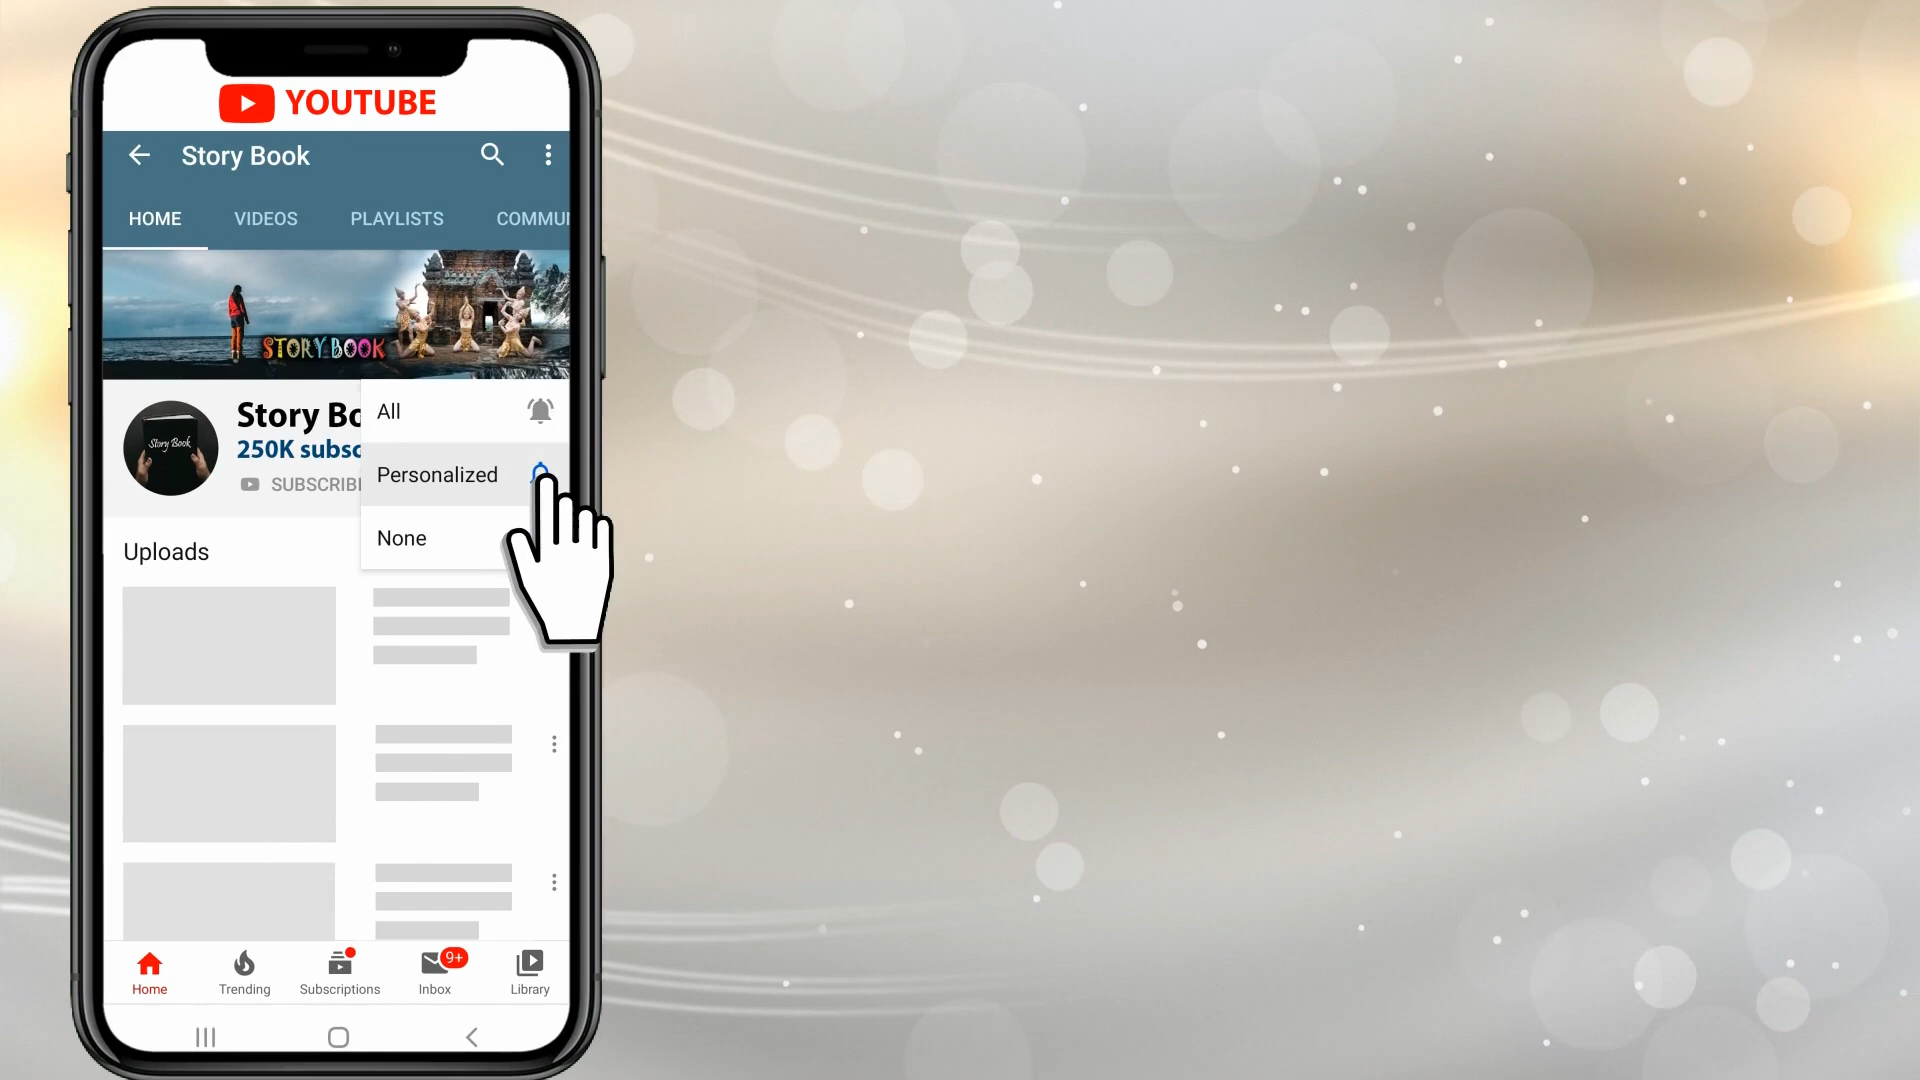 YOUTUBE
Story Book
HOME VIDEOS PLAYLISTS COMMU
STORY BOOK
Story Book
Story Bo
250K subsc
SUBSCRIB
All
Personalized
None
Uploads
9+
Home Trending Subscriptions Inbox Library